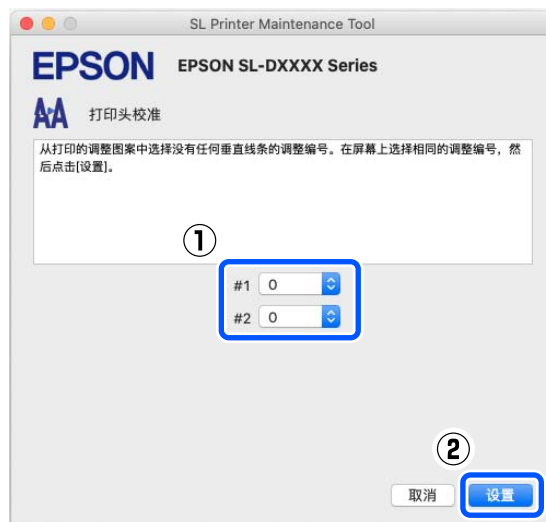 SL Printer Maintenance Tool
EPSON EPSON SL-DXXXX Series
AA 打印头校准
从打印的调整图案中选择没有任何垂直线条的调整编号。在屏幕上选择相同的调整编号，然
后点击[设置]。
①
#1 0
#2 0
②
取消 设置